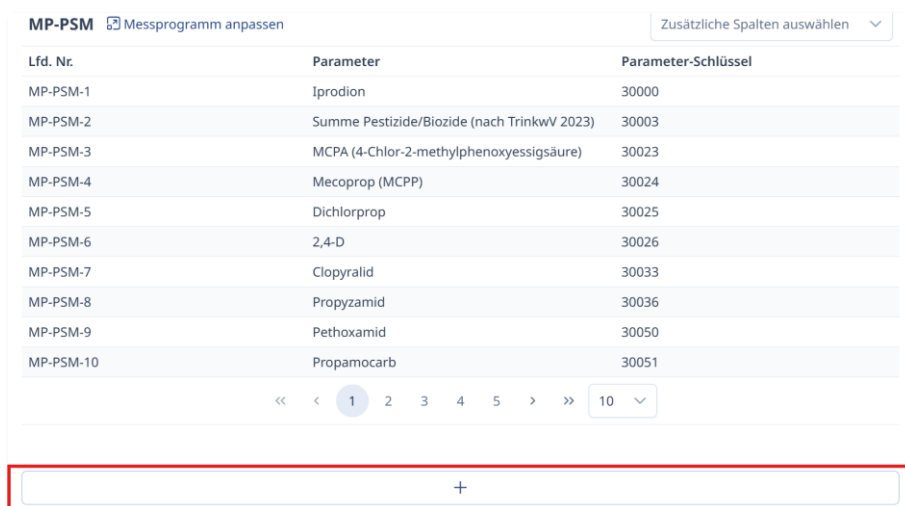 MP-PSM Messprogramm anpassen Zusätzliche Spalten auswählen
Lfd. Nr. Parameter Parameter-Schlüssel
MP-PSM-1 Iprodion 30000
MP-PSM-2 Summe Pestizide/Biozide (nach TrinkwV 2023) 30003
MP-PSM-3 MCPA (4-Chlor-2-methylphenoxyessigsäure) 30023
MP-PSM-4 Mecoprop (MCPP) 30024
MP-PSM-5 Dichlorprop 30025
MP-PSM-6 2,4-D 30026
MP-PSM-7 Clopyralid 30033
MP-PSM-8 Propyzamid 30036
MP-PSM-9 Pethoxamid 30050
MP-PSM-10 Propamocarb 30051
« ‹ 1 2 3 4 5 › » 10
+